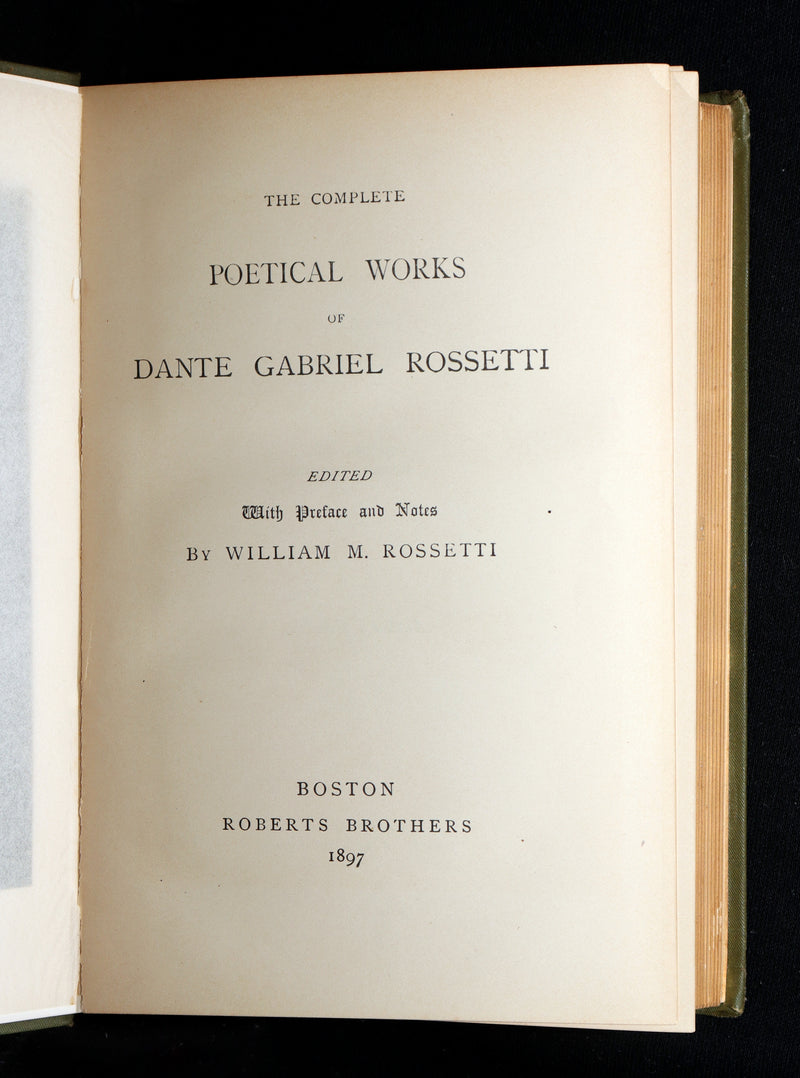 THE COMPLETE
POETICAL WORKS
OF
DANTE GABRIEL ROSSETTI
EDITED
With Preface and Notes
BY WILLIAM M. ROSSETTI
BOSTON
ROBERTS BROTHERS
1897